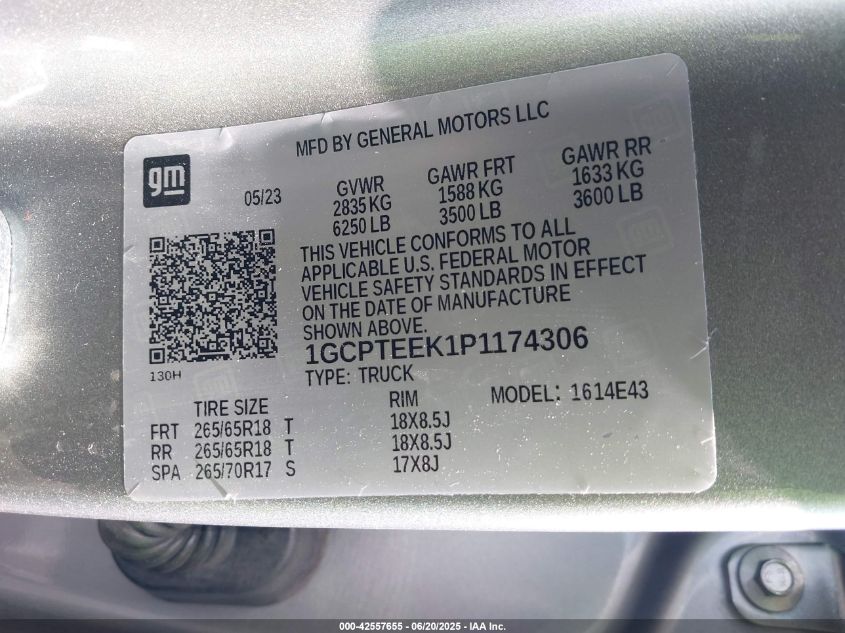 MFD BY GENERAL MOTORS LLC
gm
05/23
GVWR GAWR FRT GAWR RR
2835 KG 1588 KG 1633 KG
6250 LB 3500 LB 3600 LB
THIS VEHICLE CONFORMS TO ALL
APPLICABLE U.S. FEDERAL MOTOR
VEHICLE SAFETY STANDARDS IN EFFECT
ON THE DATE OF MANUFACTURE
SHOWN ABOVE.
1GCPTEEK1P1174306
130H
TYPE: TRUCK MODEL: 1614E43
TIRE SIZE RIM
FRT 265/65R18 T 18X8.5J
RR 265/65R18 T 18X8.5J
SPA 265/70R17 S 17X8J
000-42557655 - 06/20/2025 - IAA Inc.